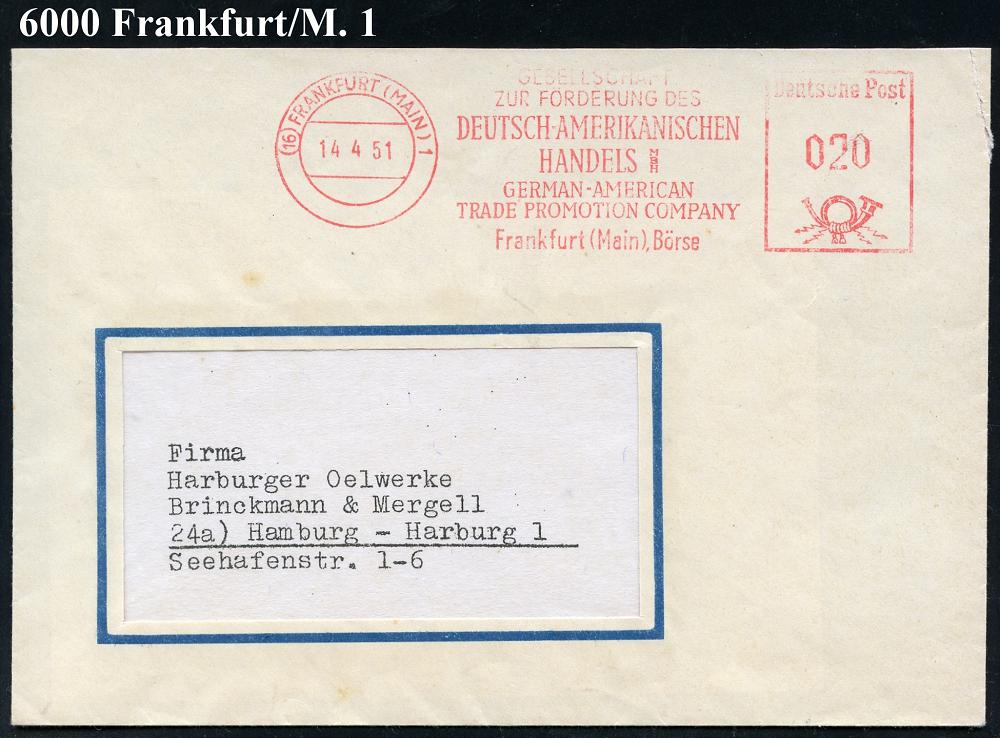 6000 Frankfurt/M. 1
(16) FRANKFURT (MAIN) 1
14 4 51
GESELLSCHAFT
ZUR FÖRDERUNG DES
DEUTSCH-AMERIKANISCHEN
HANDELS MBH
GERMAN-AMERICAN
TRADE PROMOTION COMPANY
Frankfurt (Main), Börse
Deutsche Post
020
Firma
Harburger Oelwerke
Brinckmann & Mergell
24a) Hamburg - Harburg 1
Seehafenstr. 1-6